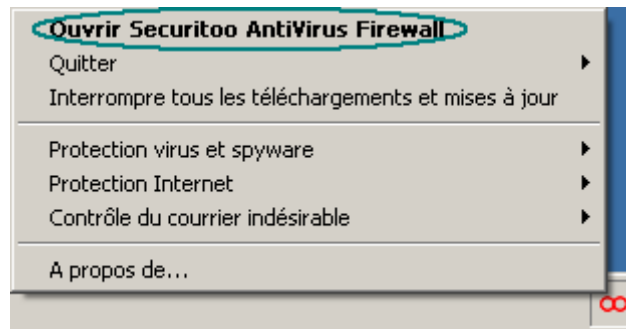 Ouvrir Securitoo AntiVirus Firewall
Quitter
Interrompre tous les téléchargements et mises à jour
Protection virus et spyware
Protection Internet
Contrôle du courrier indésirable
A propos de...